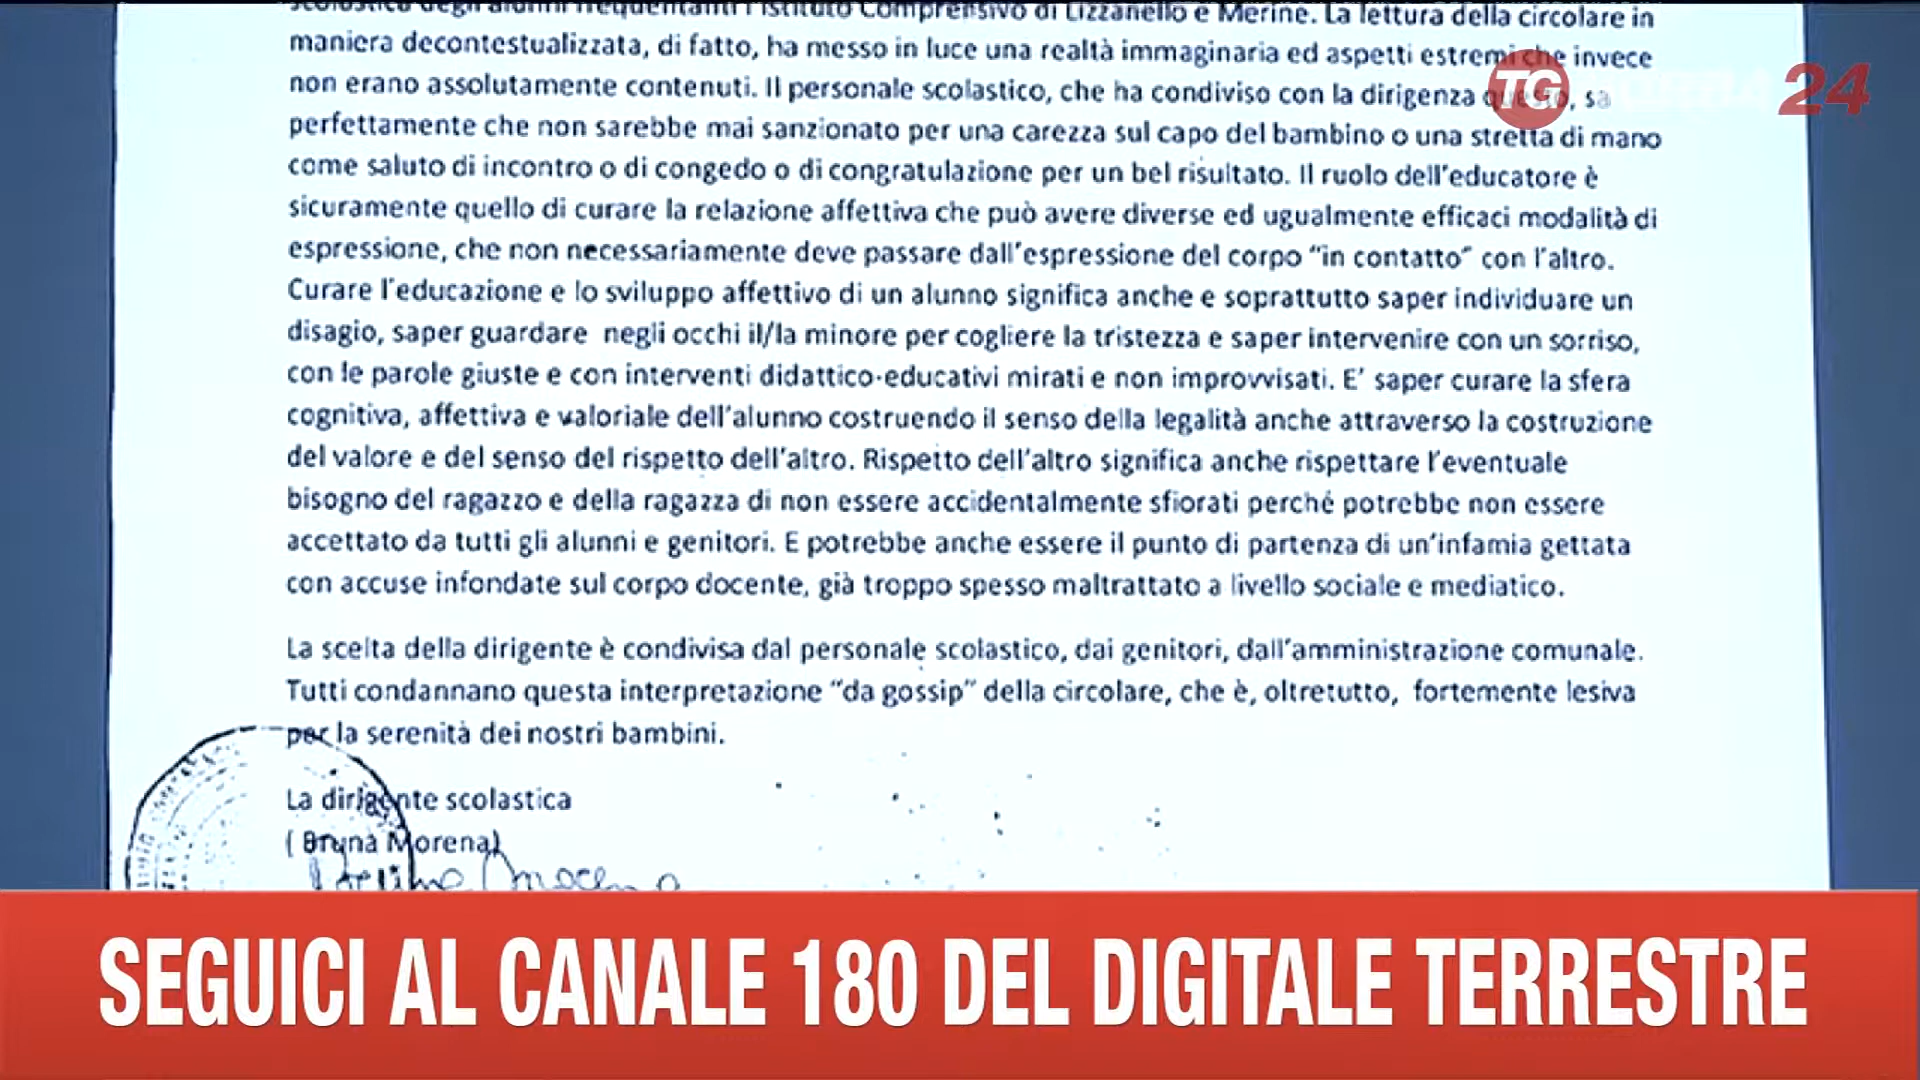 scolastica degli alunni frequentanti l'Istituto Comprensivo di Lizzanello e Merine. La lettura della circolare in
maniera decontestualizzata, di fatto, ha messo in luce una realtà immaginaria ed aspetti estremi che invece
non erano assolutamente contenuti. Il personale scolastico, che ha condiviso con la dirigenza questo, sa
perfettamente che non sarebbe mai sanzionato per una carezza sul capo del bambino o una stretta di mano
come saluto di incontro o di congedo o di congratulazione per un bel risultato. Il ruolo dell'educatore è
sicuramente quello di curare la relazione affettiva che può avere diverse ed ugualmente efficaci modalità di
espressione, che non necessariamente deve passare dall'espressione del corpo "in contatto" con l'altro.
Curare l'educazione e lo sviluppo affettivo di un alunno significa anche e soprattutto saper individuare un
disagio, saper guardare negli occhi il/la minore per cogliere la tristezza e saper intervenire con un sorriso,
con le parole giuste e con interventi didattico-educativi mirati e non improvvisati. E' saper curare la sfera
cognitiva, affettiva e valoriale dell'alunno costruendo il senso della legalità anche attraverso la costruzione
del valore e del senso del rispetto dell'altro. Rispetto dell'altro significa anche rispettare l'eventuale
bisogno del ragazzo e della ragazza di non essere accidentalmente sfiorati perché potrebbe non essere
accettato da tutti gli alunni e genitori. E potrebbe anche essere il punto di partenza di un'infamia gettata
con accuse infondate sul corpo docente, già troppo spesso maltrattato a livello sociale e mediatico.
La scelta della dirigente è condivisa dal personale scolastico, dai genitori, dall'amministrazione comunale.
Tutti condannano questa interpretazione "da gossip" della circolare, che è, oltretutto, fortemente lesiva
per la serenità dei nostri bambini.
La dirigente scolastica
( Bruna Morena)
TG 24
SEGUICI AL CANALE 180 DEL DIGITALE TERRESTRE